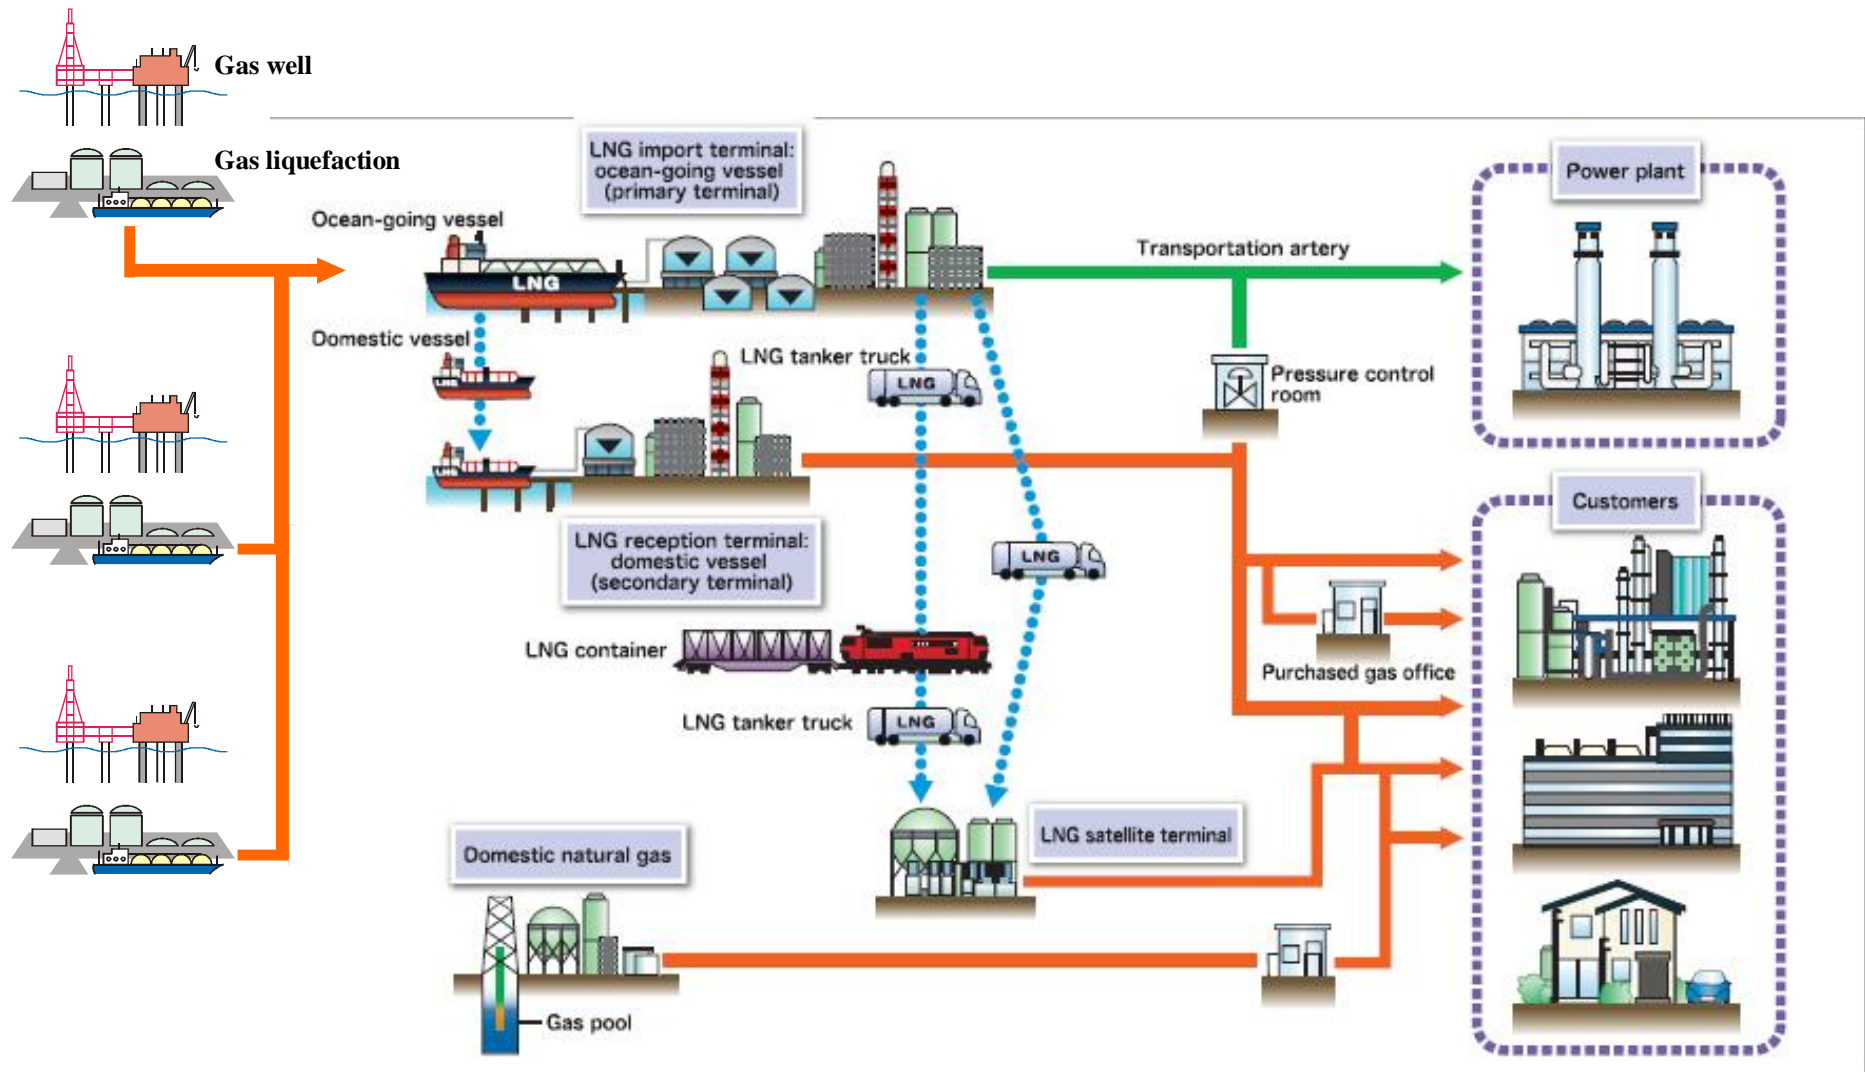 Gas well
Gas liquefaction
LNG import terminal:
ocean-going vessel
(primary terminal)
Power plant
Ocean-going vessel
Transportation artery
LNG
Domestic vessel
LNG tanker truck
LNG
Pressure control
room
LNG
LNG
Customers
LNG reception terminal:
domestic vessel
(secondary terminal)
LNG
LNG container
Purchased gas office
LNG tanker truck
LNG
LNG satellite terminal
Domestic natural gas
Gas pool